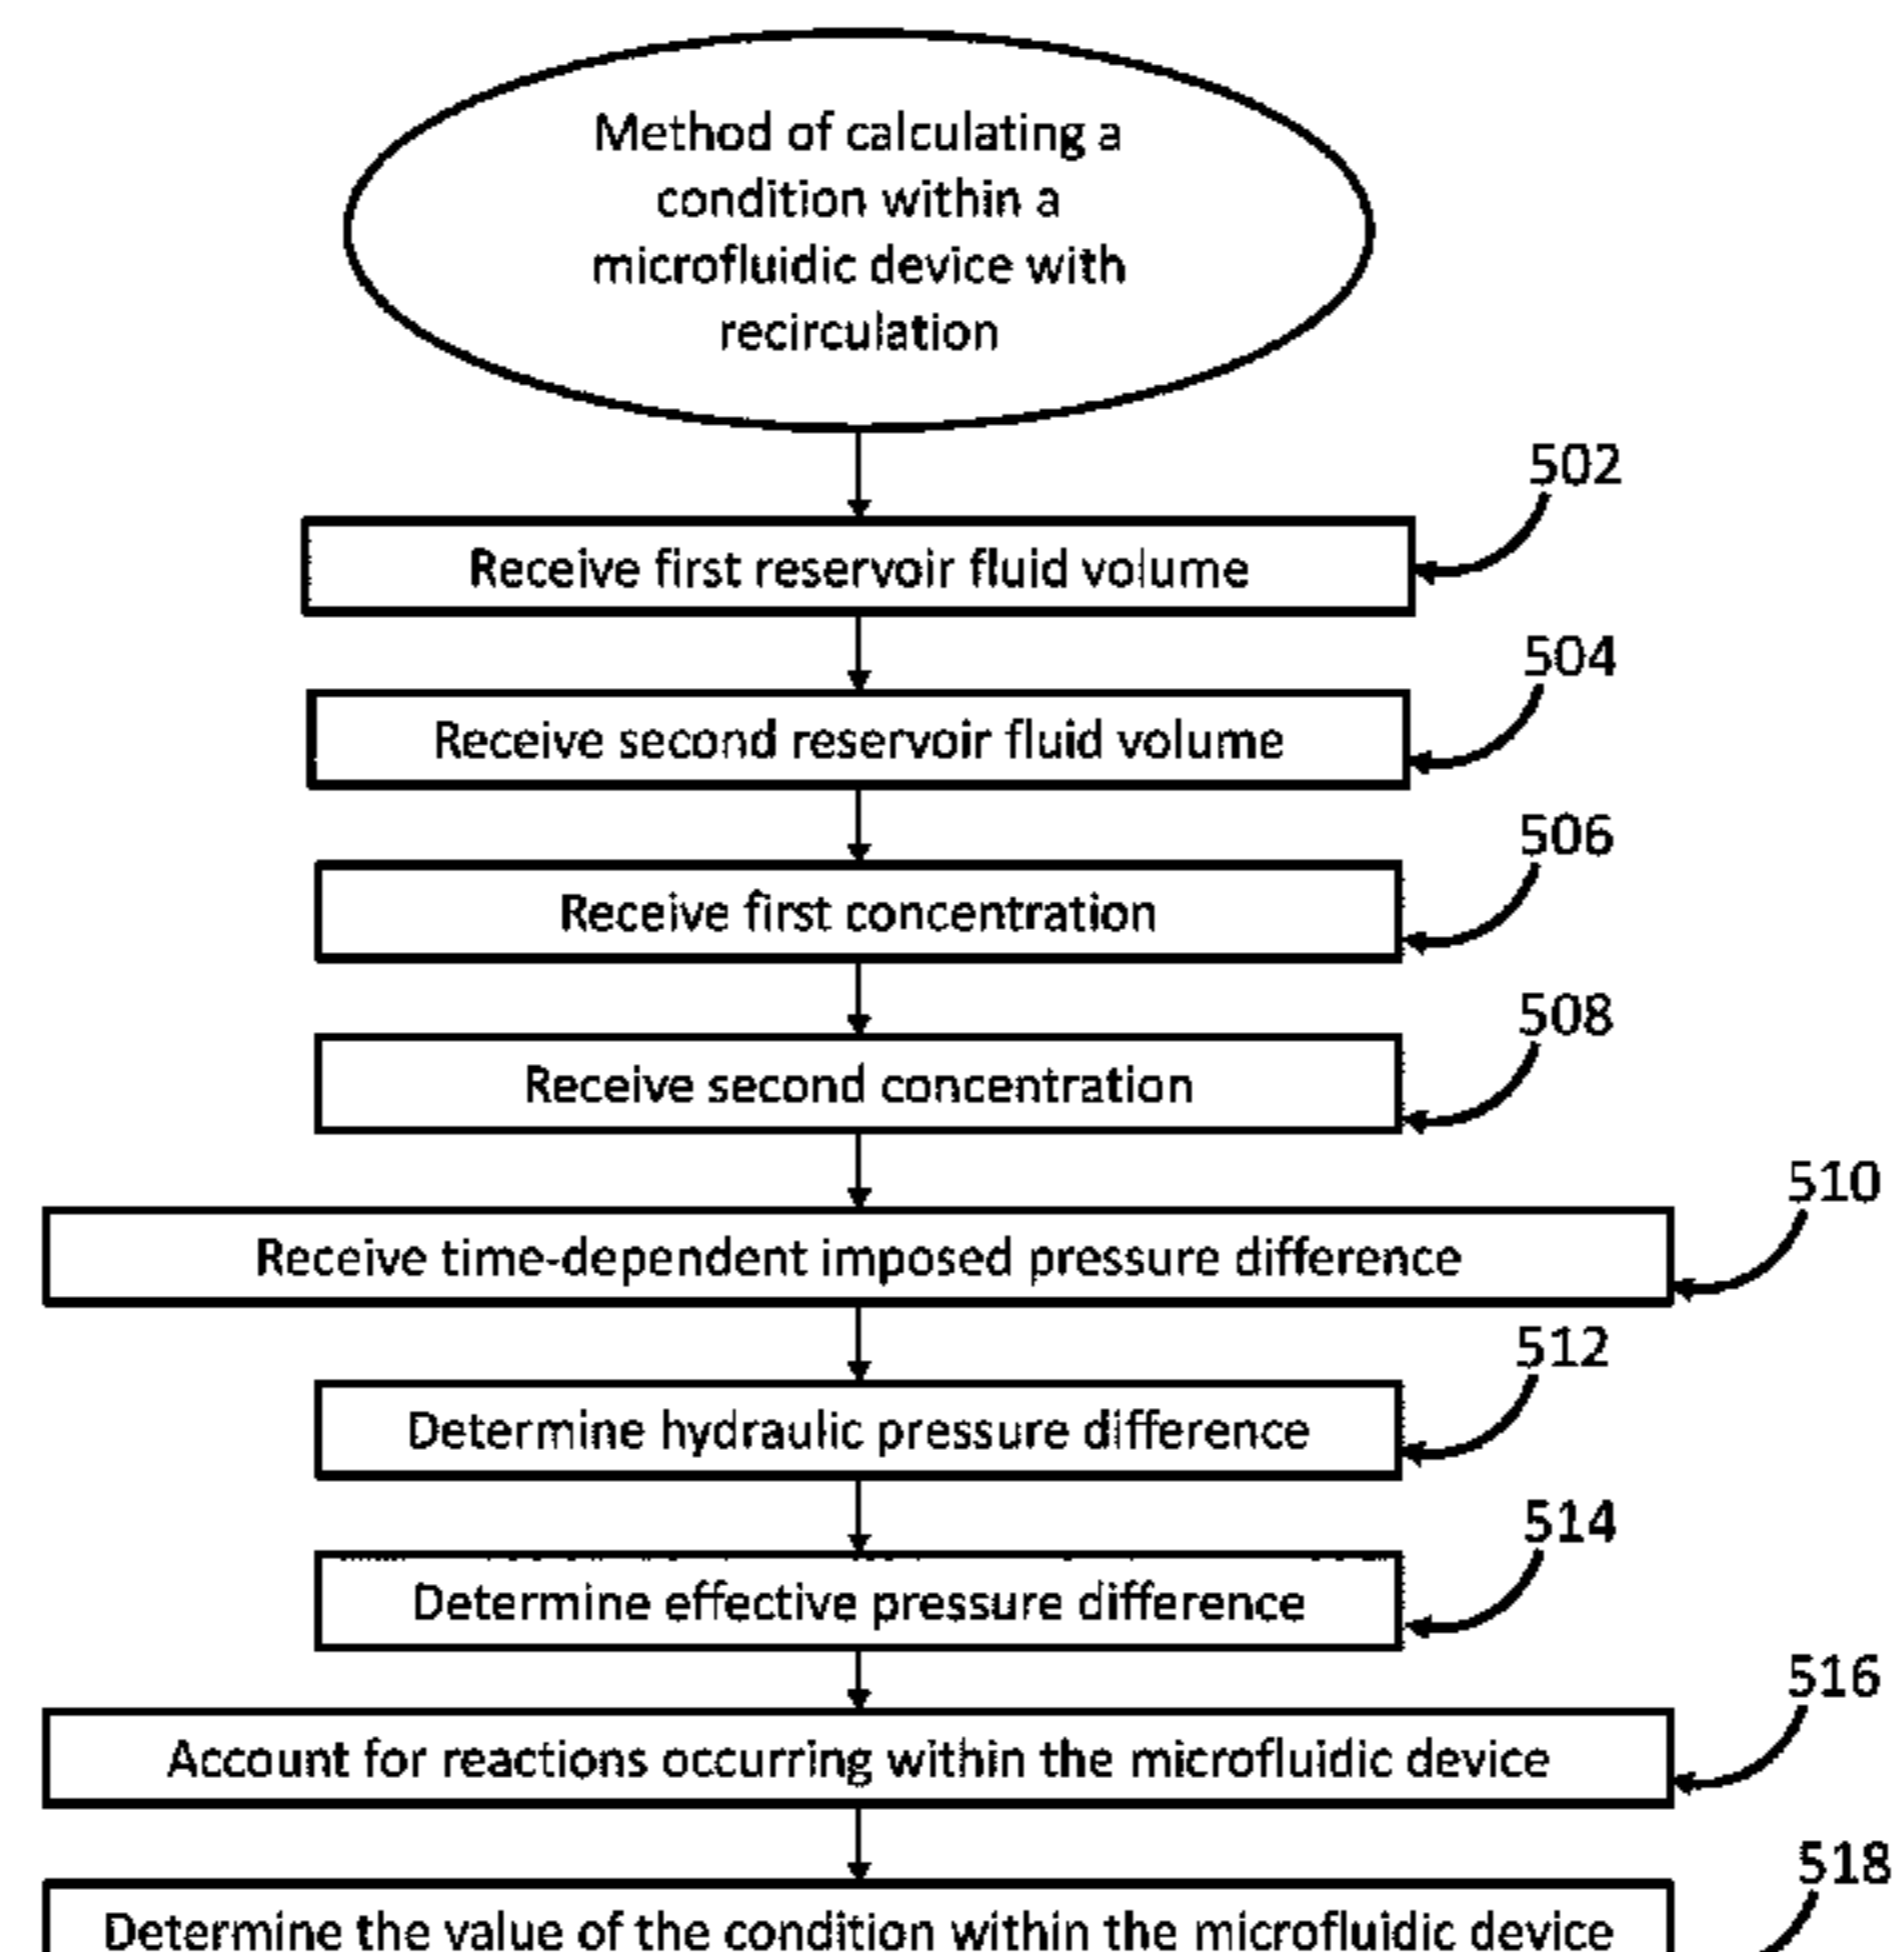 Method of calculating a
condition within a
microfluidic device with
recirculation
502
Receive first reservoir fluid volume
504
Receive second reservoir fluid volume
506
Receive first concentration
508
Receive second concentration
510
Receive time-dependent imposed pressure difference
512
Determine hydraulic pressure difference
514
Determine effective pressure difference
516
Account for reactions occurring within the microfluidic device
518
Determine the value of the condition within the microfluidic device